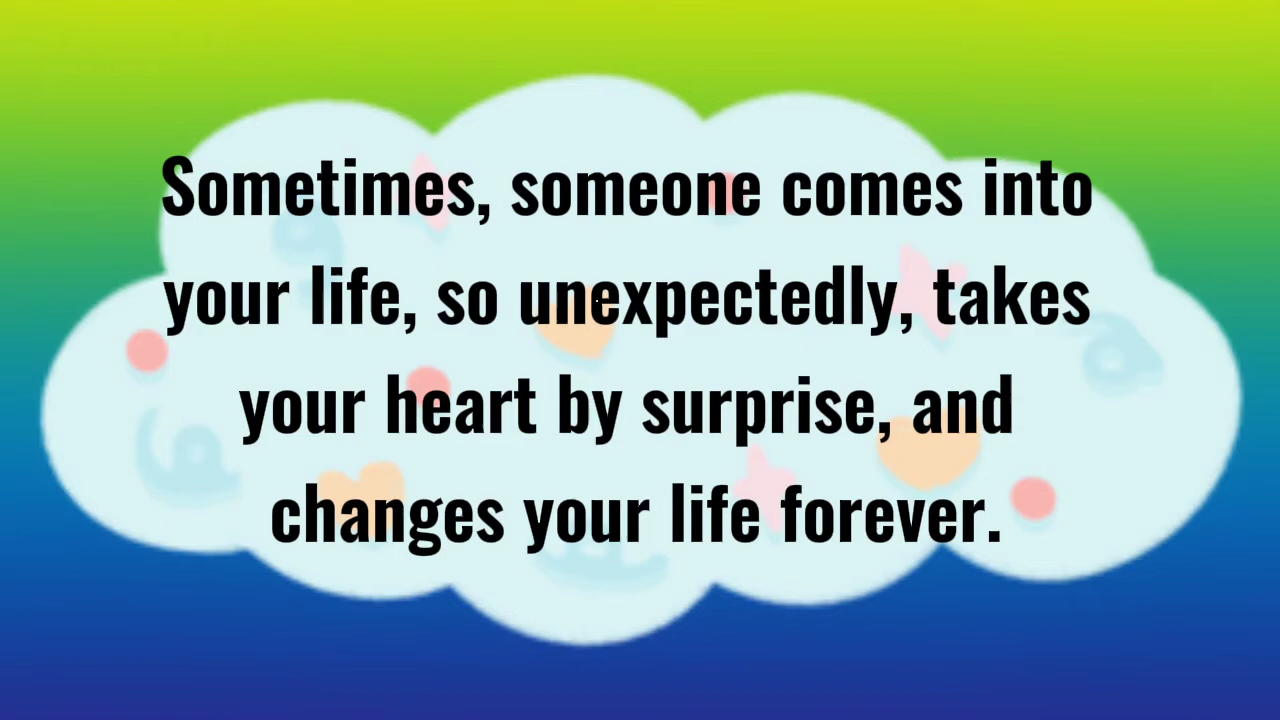 Sometimes, someone comes into
your life, so unexpectedly, takes
your heart by surprise, and
changes your life forever.